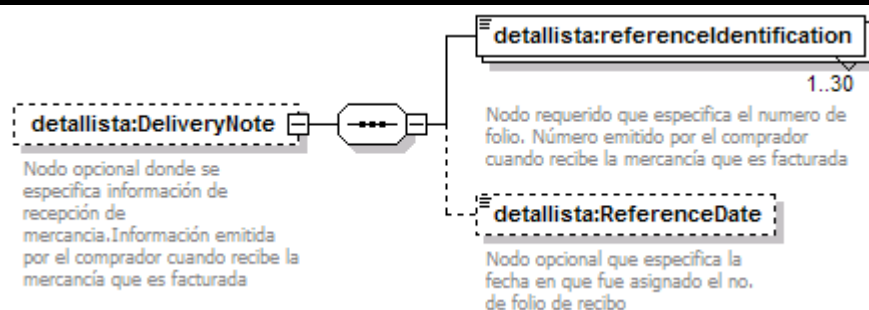 detallista:referenceIdentification
1..30
Nodo requerido que especifica el numero de
folio. Número emitido por el comprador
cuando recibe la mercancía que es facturada
detallista:DeliveryNote
Nodo opcional donde se
especifica información de
recepción de
mercancia.Información emitida
por el comprador cuando recibe la
mercancía que es facturada
detallista:ReferenceDate
Nodo opcional que especifica la
fecha en que fue asignado el no.
de folio de recibo